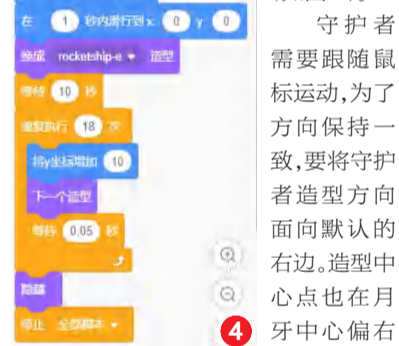 在 1 秒内滑行到 x: 0 y: 0
换成 rocketship-e 造型
等待 10 秒
重复执行 18 次
将y坐标增加 10
下一个造型
等待 0.05 秒
隐藏
停止 全部脚本
4
守护者
需要跟随鼠
标运动,为了
方向保持一
致,要将守护
者造型方向
面向默认的
右边。造型中
心点也在月
牙中心偏右